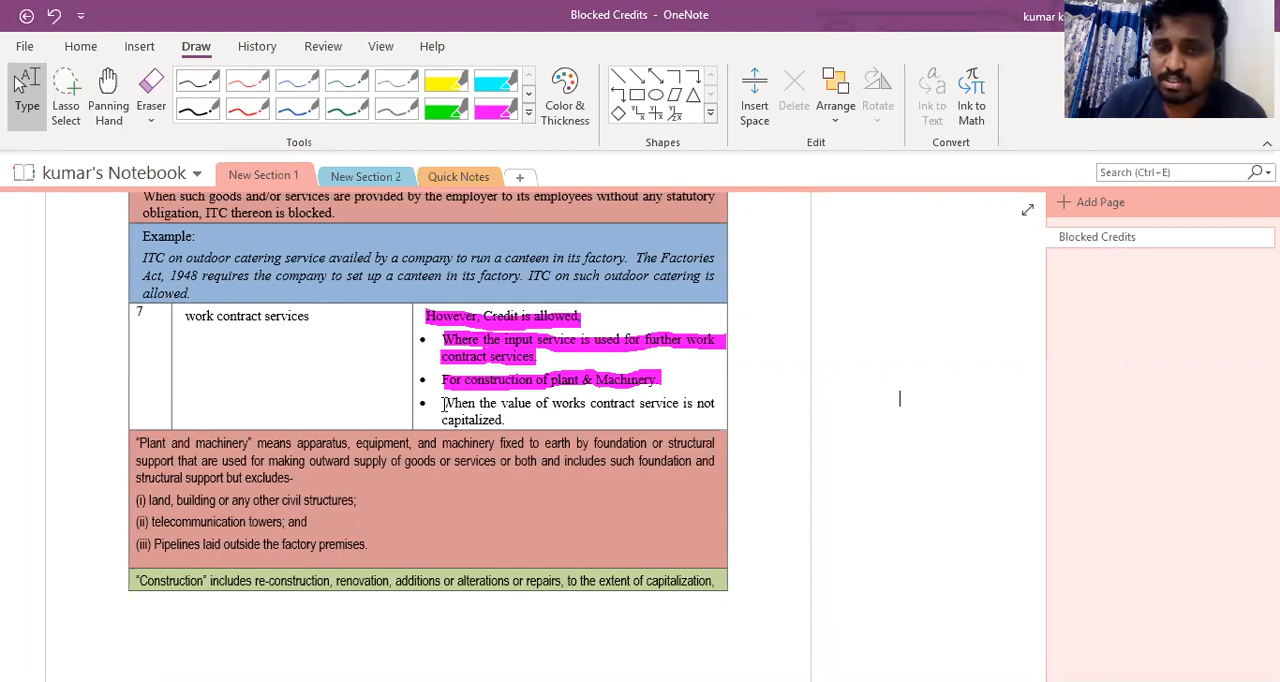 Blocked Credits - OneNote
kumar k
File Home Insert Draw History Review View Help
Type
Lasso Select
Panning Hand
Eraser
Color & Thickness
Insert Space
Delete
Arrange
Rotate
Ink to Text
Ink to Math
Tools
Shapes
Edit
Convert
kumar's Notebook
New Section 1
New Section 2
Quick Notes
Search (Ctrl+E)
Add Page
Blocked Credits
When such goods and/or services are provided by the employer to its employees without any statutory
obligation, ITC thereon is blocked.
Example:
ITC on outdoor catering service availed by a company to run a canteen in its factory. The Factories
Act, 1948 requires the company to set up a canteen in its factory. ITC on such outdoor catering is
allowed.
7
work contract services
However, Credit is allowed,
• Where the input service is used for further work
contract services.
• For construction of plant & Machinery.
• When the value of works contract service is not
capitalized.
"Plant and machinery" means apparatus, equipment, and machinery fixed to earth by foundation or structural
support that are used for making outward supply of goods or services or both and includes such foundation and
structural support but excludes-
(i) land, building or any other civil structures;
(ii) telecommunication towers; and
(iii) Pipelines laid outside the factory premises.
"Construction" includes re-construction, renovation, additions or alterations or repairs, to the extent of capitalization,